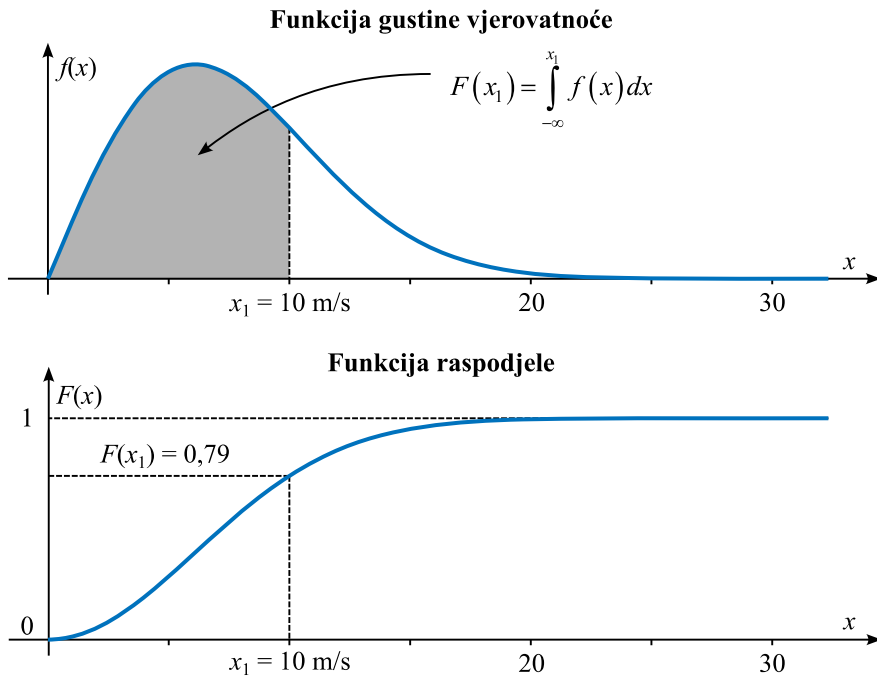 Funkcija gustine vjerovatnoće
f(x)
F(x₁) = ∫_{-∞}^{x₁} f(x)dx
x
x₁ = 10 m/s 20 30
Funkcija raspodjele
F(x)
1
F(x₁) = 0,79
0
x
x₁ = 10 m/s 20 30